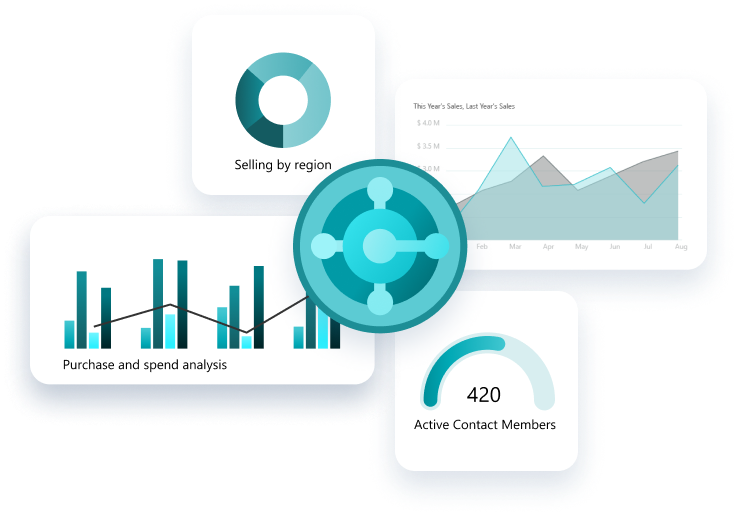 Selling by region
This Year's Sales, Last Year's Sales
$ 4.0 M
$ 3.5 M
$ 3.0 M
Feb Mar Apr May Jun Jul Aug
Purchase and spend analysis
420
Active Contact Members